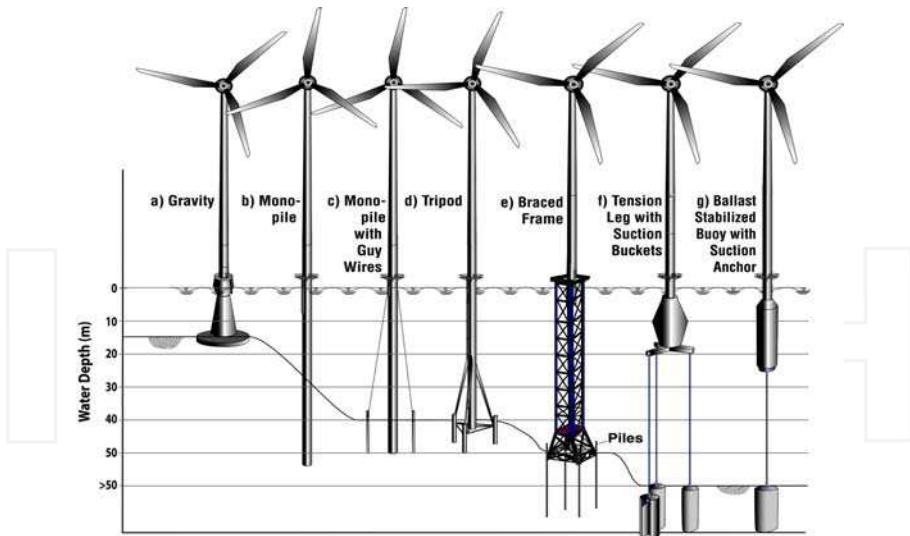 a) Gravity
b) Mono-
pile
c) Mono-
pile
with
Guy
Wires
d) Tripod
e) Braced
Frame
f) Tension
Leg with
Suction
Buckets
g) Ballast
Stabilized
Buoy with
Suction
Anchor
Water Depth (m)
0
10
20
30
40
50
>50
Piles